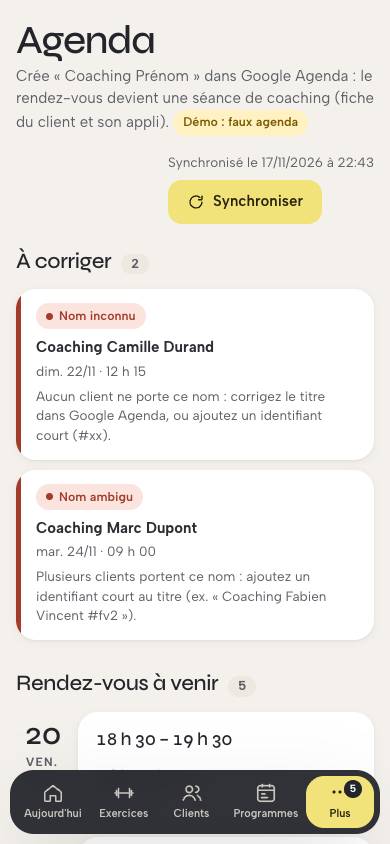 Agenda
Crée « Coaching Prénom » dans Google Agenda : le
rendez-vous devient une séance de coaching (fiche
du client et son appli). Démo : faux agenda
Synchronisé le 17/11/2026 à 22:43
Synchroniser
À corriger 2
Nom inconnu
Coaching Camille Durand
dim. 22/11 · 12 h 15
Aucun client ne porte ce nom : corrigez le titre
dans Google Agenda, ou ajoutez un identifiant
court (#xx).
Nom ambigu
Coaching Marc Dupont
mar. 24/11 · 09 h 00
Plusieurs clients portent ce nom : ajoutez un
identifiant court au titre (ex. « Coaching Fabien
Vincent #fv2 »).
Rendez-vous à venir 5
20
VEN.
18 h 30 – 19 h 30
5
Aujourd'hui Exercices Clients Programmes Plus